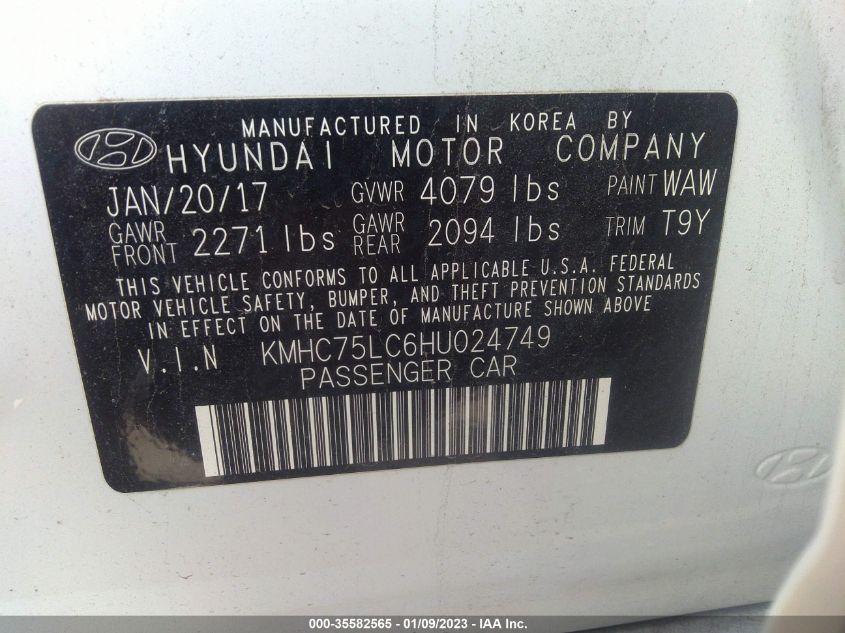 MANUFACTURED IN KOREA BY
HYUNDAI MOTOR COMPANY
JAN/20/17 GVWR 4079 lbs PAINT WAW
GAWR FRONT 2271 lbs GAWR REAR 2094 lbs TRIM T9Y
THIS VEHICLE CONFORMS TO ALL APPLICABLE U.S.A. FEDERAL
MOTOR VEHICLE SAFETY, BUMPER, AND THEFT PREVENTION STANDARDS
IN EFFECT ON THE DATE OF MANUFACTURE SHOWN ABOVE
V.I.N KMHC75LC6HU024749
PASSENGER CAR
000-35582565 - 01/09/2023 - IAA Inc.